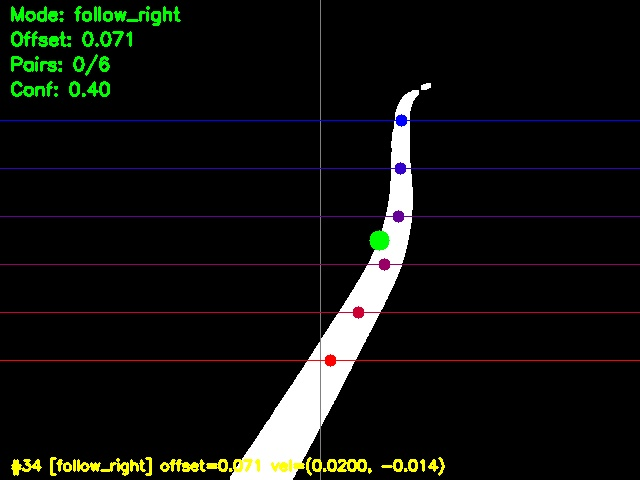 Mode: follow_right
Offset: 0.071
Pairs: 0/6
Conf: 0.40
#34 [follow_right] offset=0.071 vel=(0.0200, -0.014)